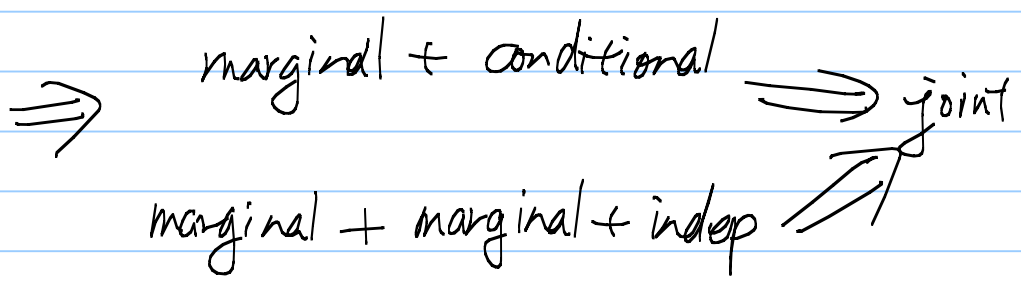 ⇒ marginal + conditional ⇒ joint
marginal + marginal + indep ⇒